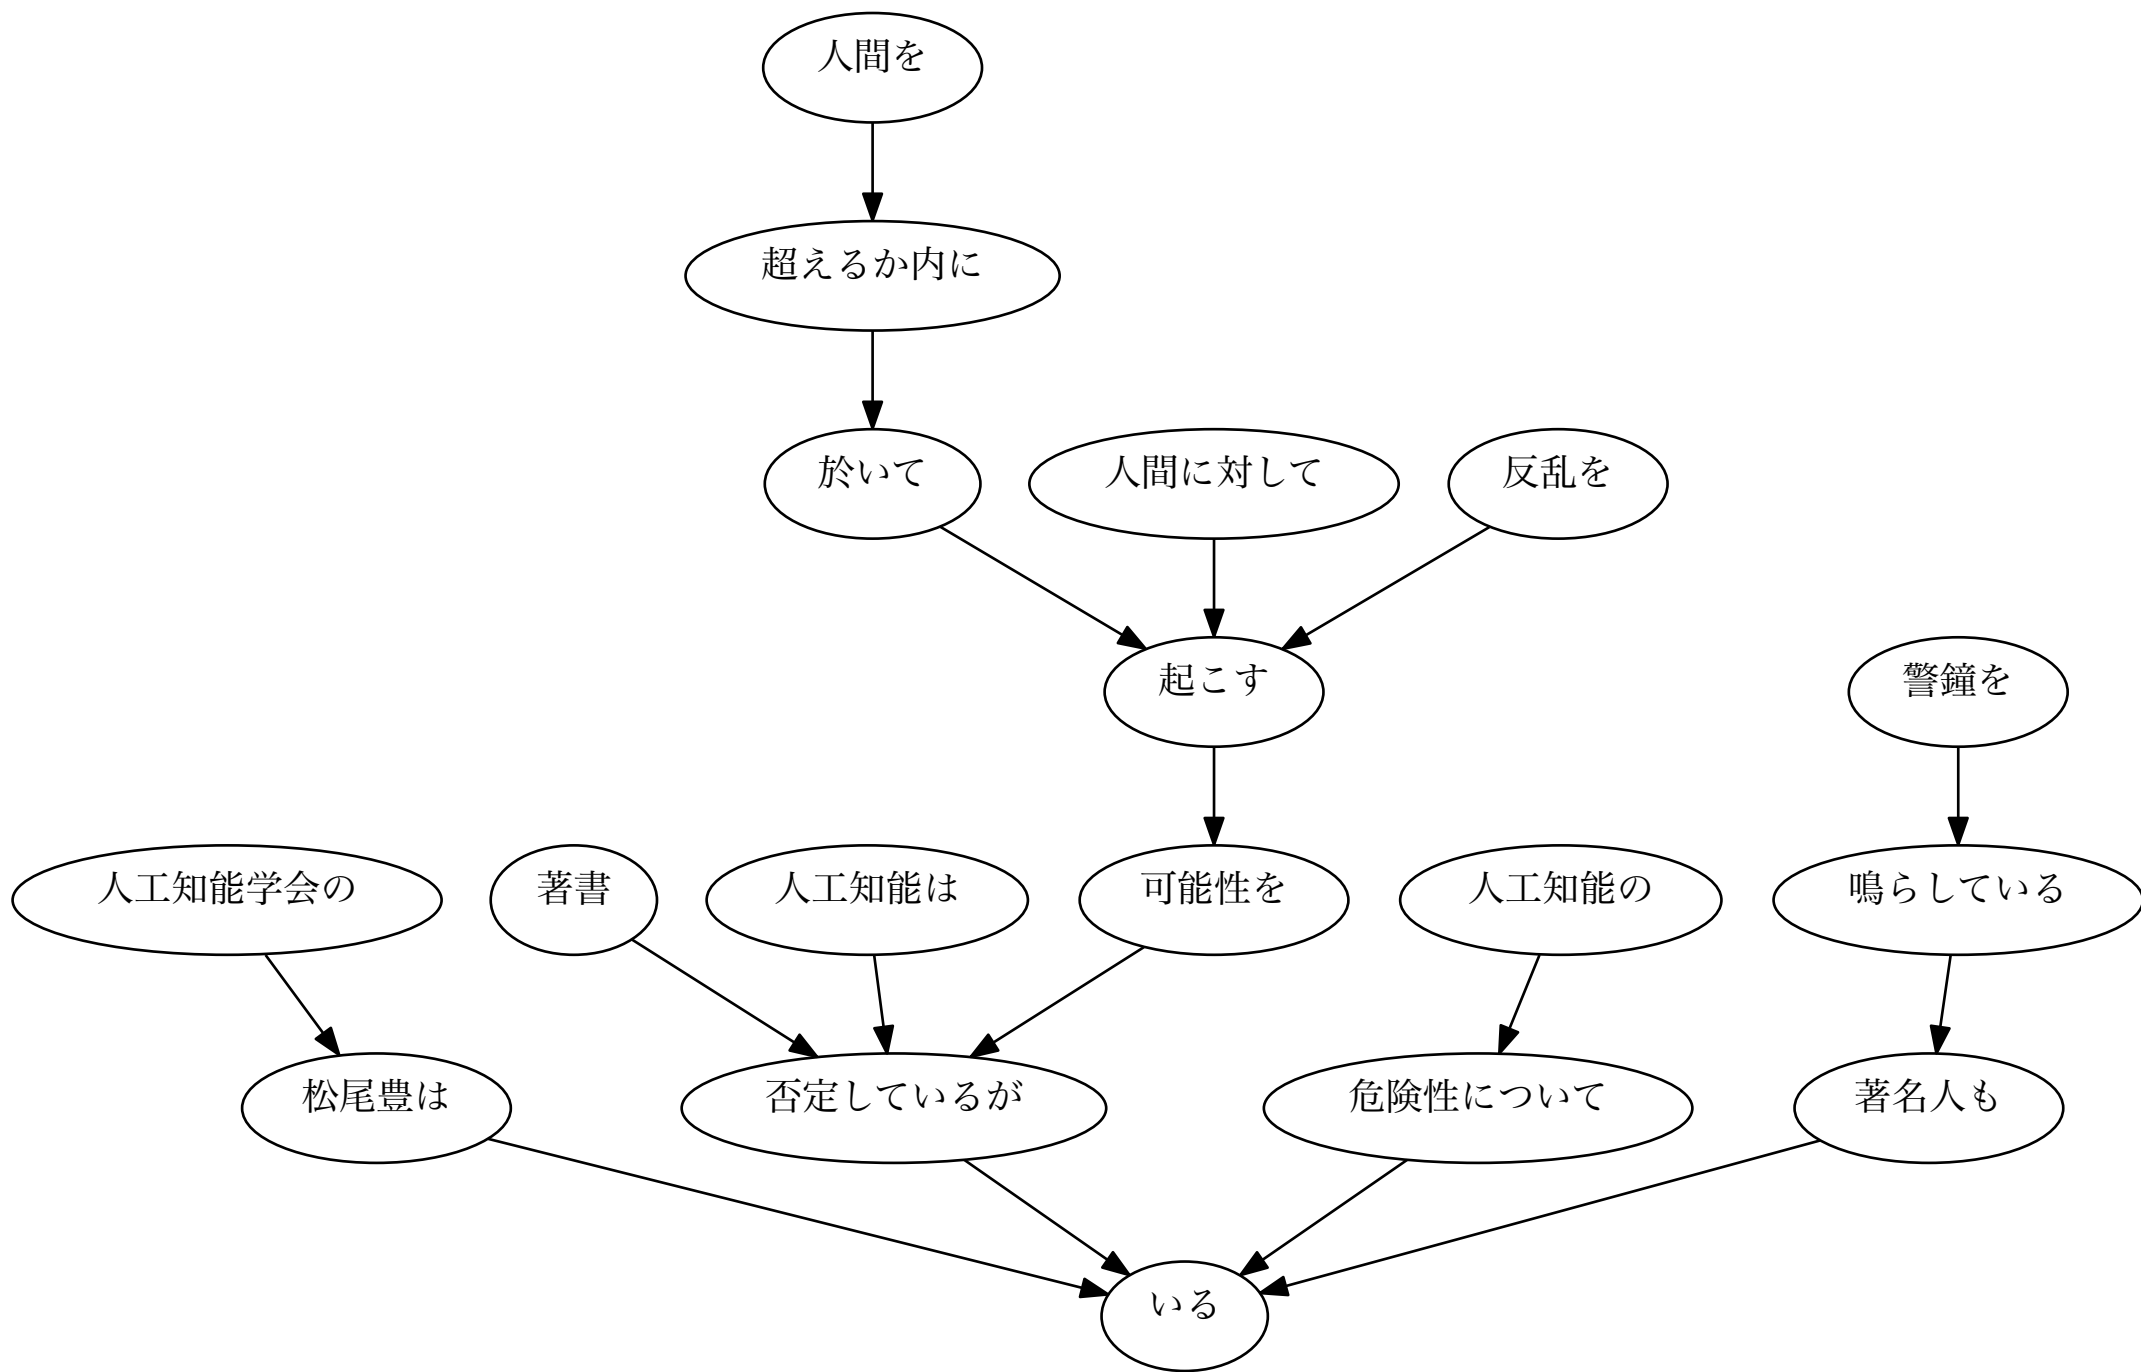 人間を
超えるか内に
於いて
人間に対して
反乱を
起こす
警鐘を
人工知能学会の
著書
人工知能は
可能性を
人工知能の
鳴らしている
松尾豊は
否定しているが
危険性について
著名人も
いる